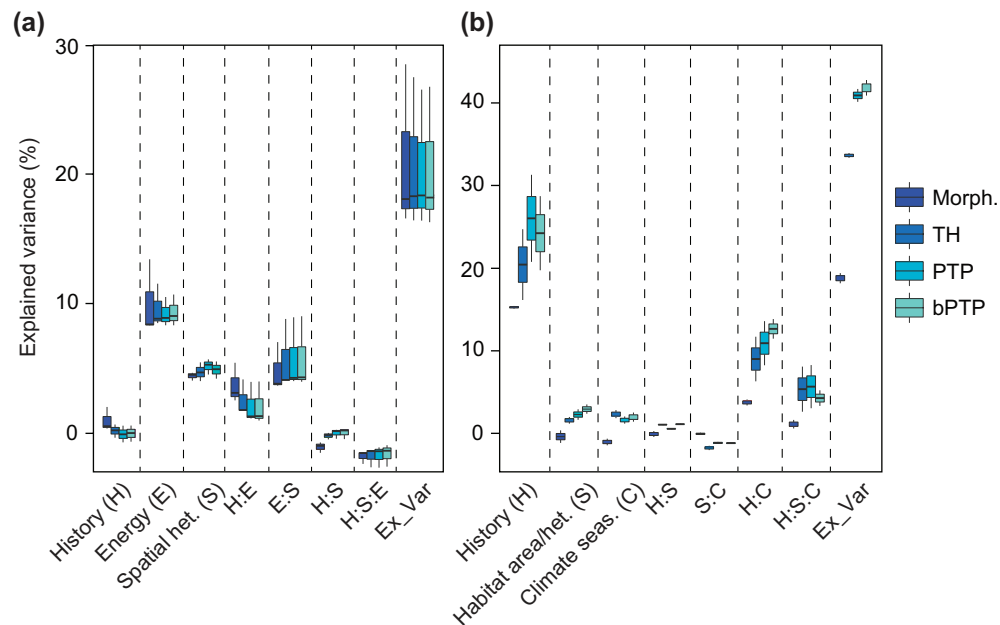 (a)
(b)
Explained variance (%)
30
20
10
0
History (H)
Energy (E)
Spatial het. (S)
H:E
E:S
H:S
H:S:E
Ex_Var
40
30
20
10
0
History (H)
Habitat area/het. (S)
Climate seas. (C)
H:S
S:C
H:C
H:S:C
Ex_Var
Morph.
TH
PTP
bPTP